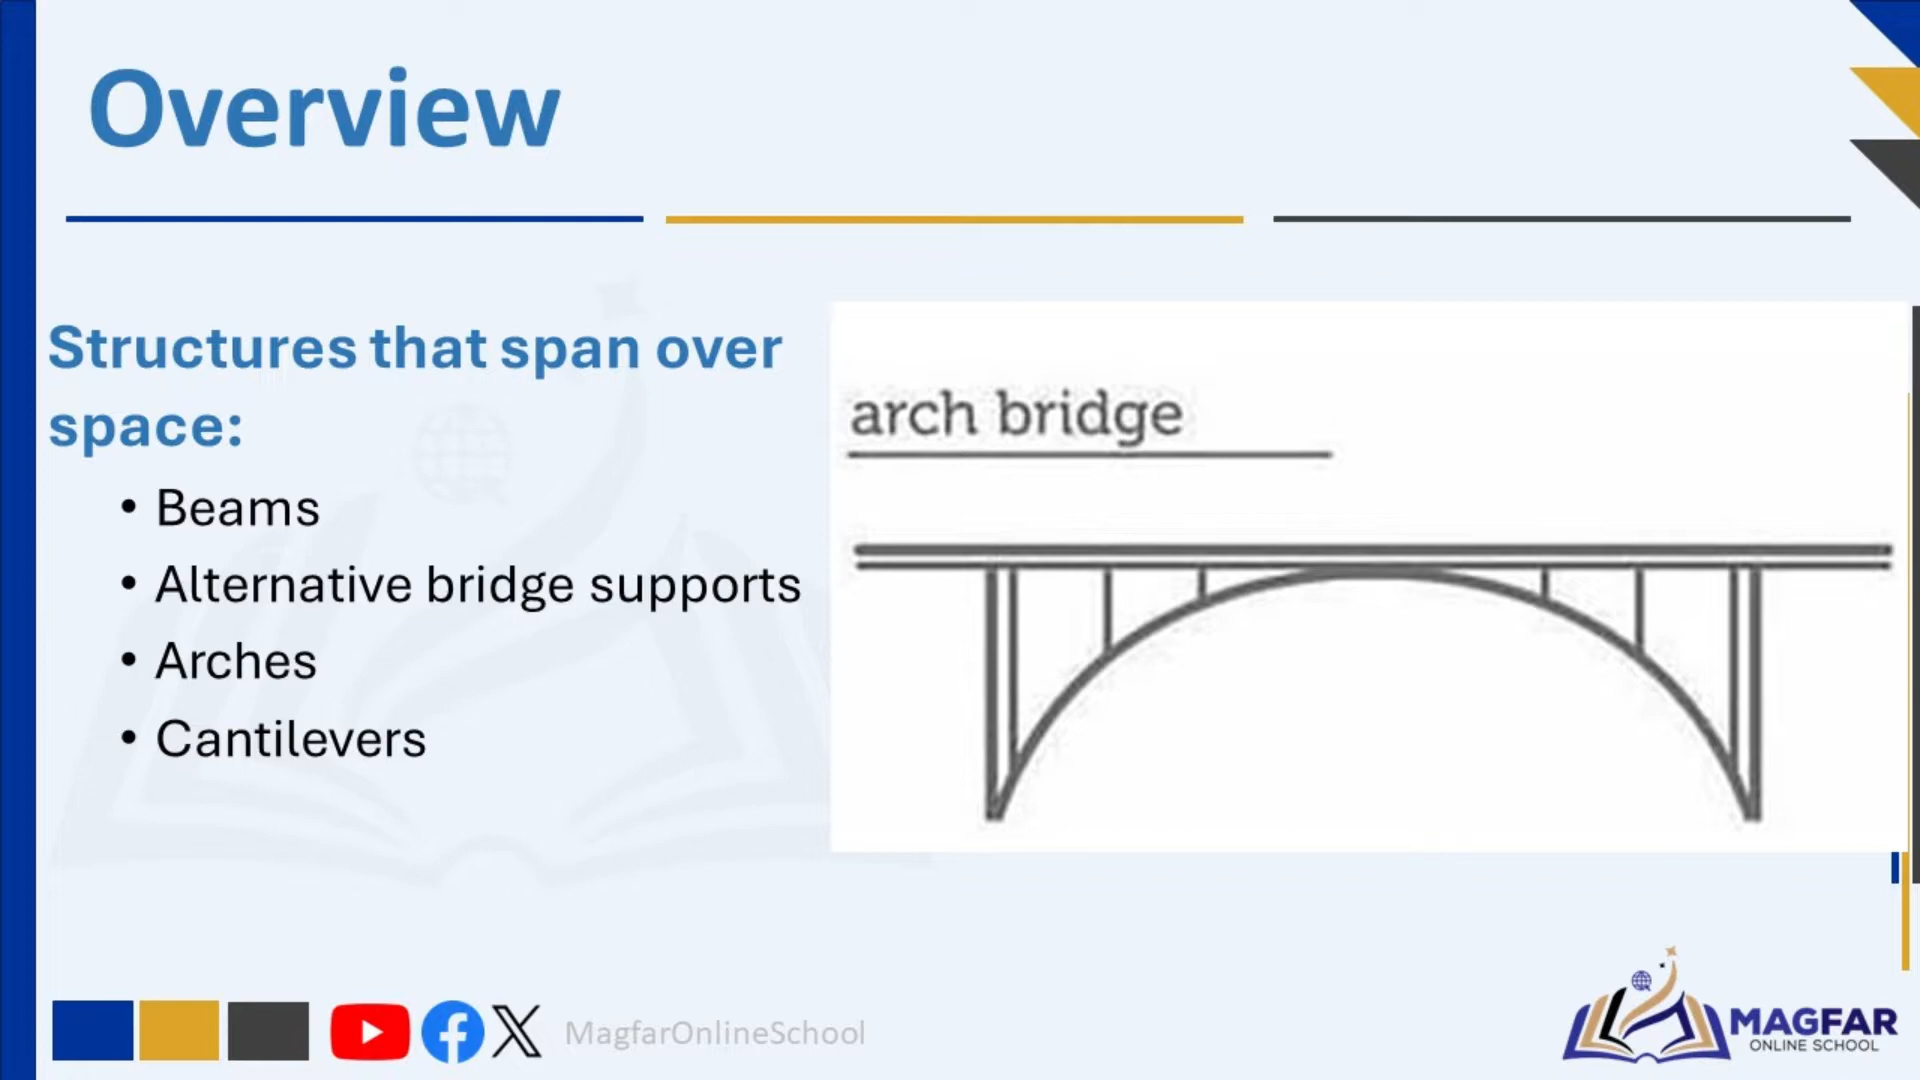 Overview
Structures that span over
space:
• Beams
• Alternative bridge supports
• Arches
• Cantilevers
arch bridge
MagfarOnlineSchool
MAGFAR
ONLINE SCHOOL